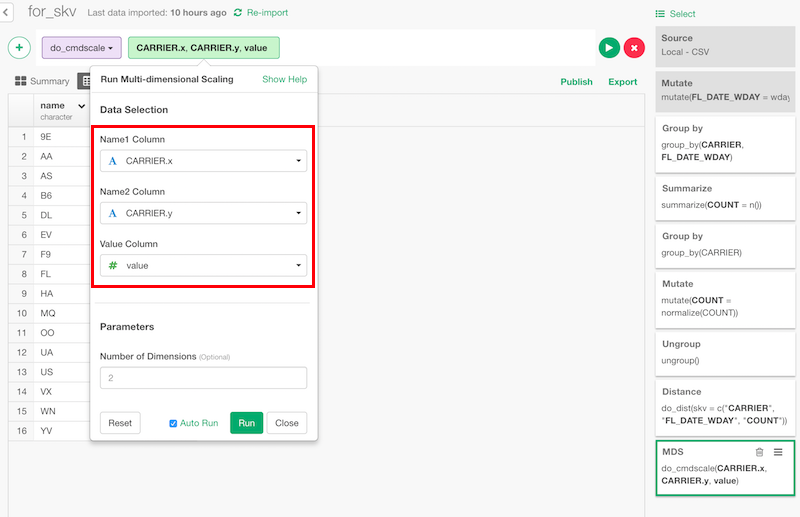 for_skv
Last data imported: 10 hours ago
Re-import
do_cmdscale
CARRIER.x, CARRIER.y, value
Summary
Publish
Export
name
character
1 9E
2 AA
3 AS
4 B6
5 DL
6 EV
7 F9
8 FL
9 HA
10 MQ
11 OO
12 UA
13 US
14 VX
15 WN
16 YV
Run Multi-dimensional Scaling
Show Help
Data Selection
Name1 Column
A CARRIER.x
Name2 Column
A CARRIER.y
Value Column
# value
Parameters
Number of Dimensions (Optional)
2
Reset
Auto Run
Run
Close
Select
Source
Local - CSV
Mutate
mutate(FL_DATE_WDAY = wday
Group by
group_by(CARRIER,
FL_DATE_WDAY)
Summarize
summarize(COUNT = n())
Group by
group_by(CARRIER)
Mutate
mutate(COUNT =
normalize(COUNT))
Ungroup
ungroup()
Distance
do_dist(skv = c("CARRIER",
"FL_DATE_WDAY", "COUNT"))
MDS
do_cmdscale(CARRIER.x,
CARRIER.y, value)